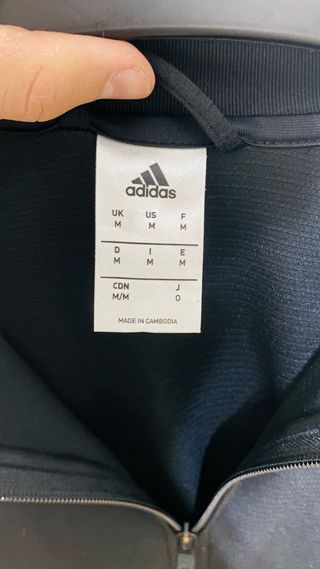 adidas
UK US F
M M M
D I E
M M M
CDN J
M/M O
MADE IN CAMBODIA